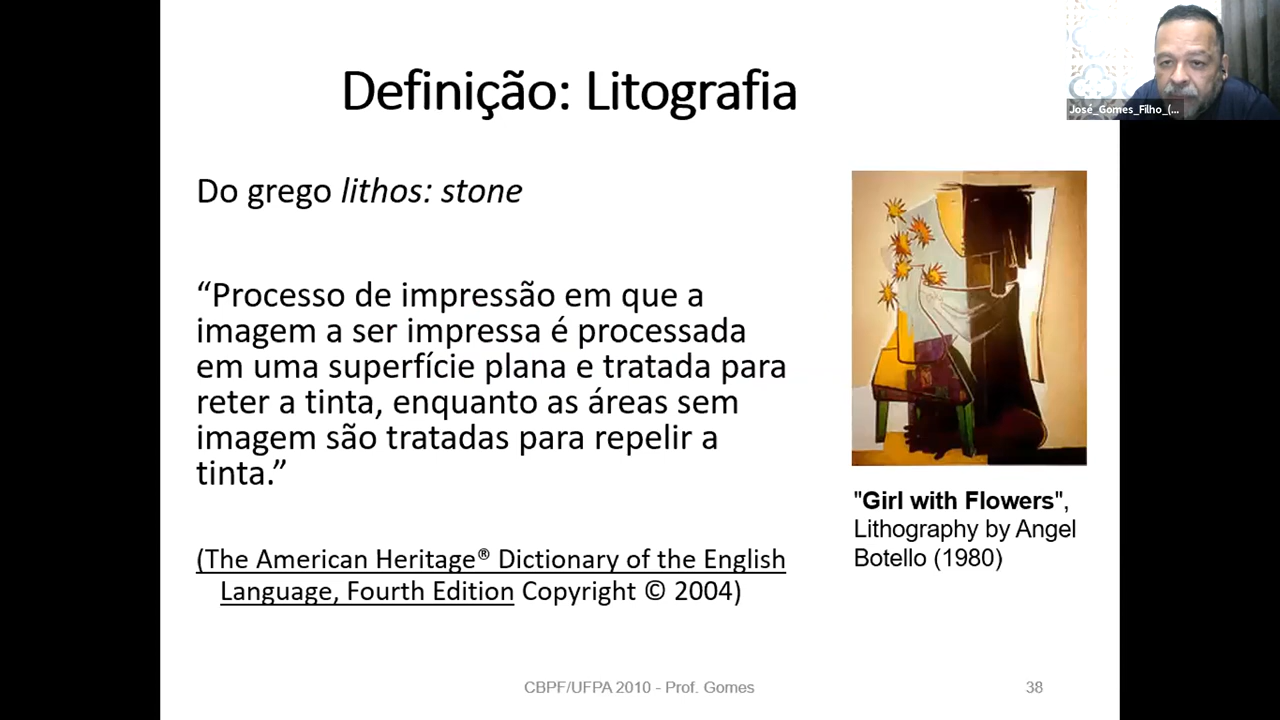 Definição: Litografia
José_Gomes_Filho_(...
Do grego lithos: stone
“Processo de impressão em que a
imagem a ser impressa é processada
em uma superfície plana e tratada para
reter a tinta, enquanto as áreas sem
imagem são tratadas para repelir a
tinta.”
(The American Heritage® Dictionary of the English
Language, Fourth Edition Copyright © 2004)
"Girl with Flowers",
Lithography by Angel
Botello (1980)
CBPF/UFPA 2010 - Prof. Gomes
38